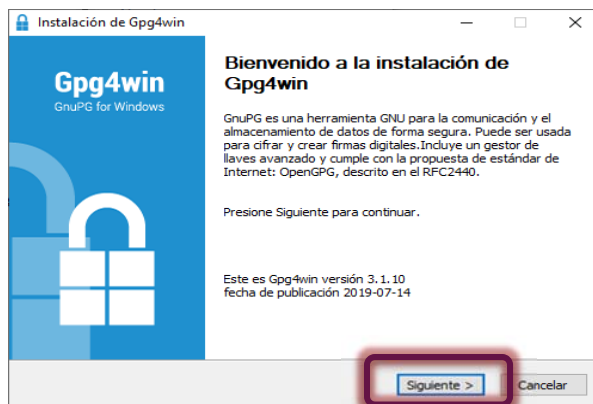 Instalación de Gpg4win
Gpg4win
GnuPG for Windows
Bienvenido a la instalación de
Gpg4win
GnuPG es una herramienta GNU para la comunicación y el
almacenamiento de datos de forma segura. Puede ser usada
para cifrar y crear firmas digitales.Incluye un gestor de
llaves avanzado y cumple con la propuesta de estándar de
Internet: OpenGPG, descrito en el RFC2440.
Presione Siguiente para continuar.
Este es Gpg4win versión 3.1.10
fecha de publicación 2019-07-14
Siguiente >
Cancelar